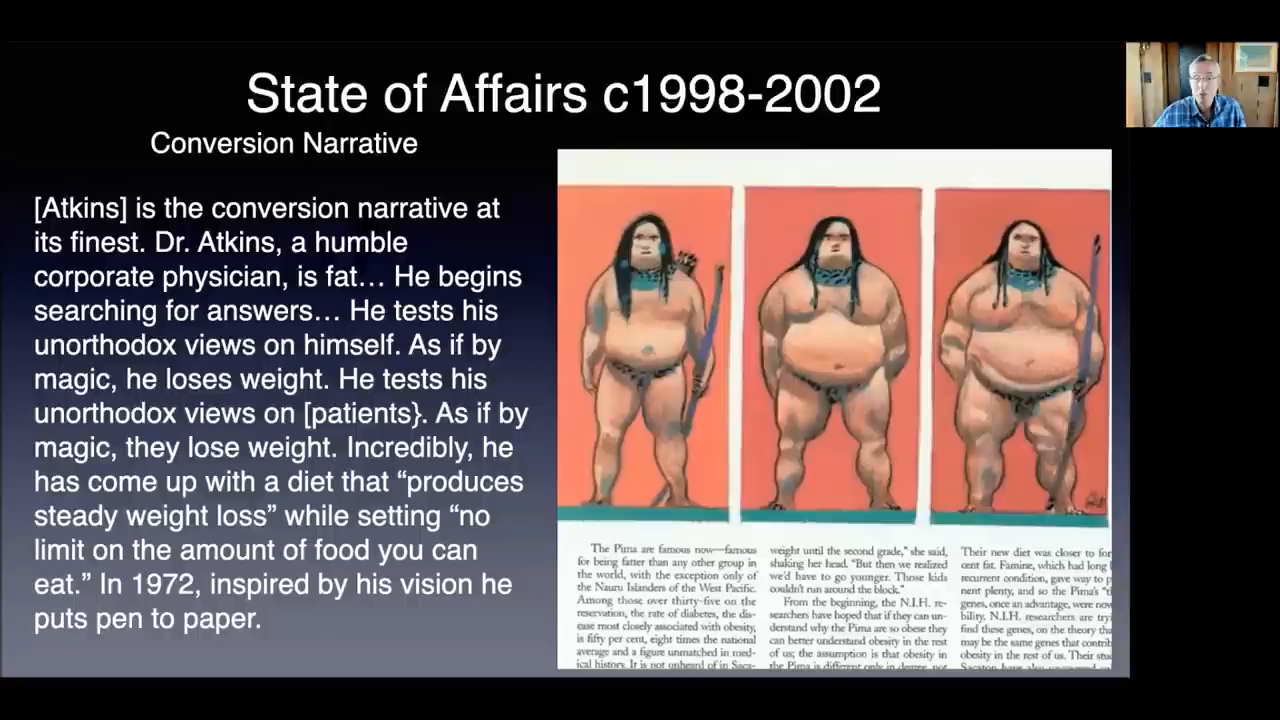 State of Affairs c1998-2002
Conversion Narrative
[Atkins] is the conversion narrative at
its finest. Dr. Atkins, a humble
corporate physician, is fat… He begins
searching for answers… He tests his
unorthodox views on himself. As if by
magic, he loses weight. He tests his
unorthodox views on [patients}. As if by
magic, they lose weight. Incredibly, he
has come up with a diet that “produces
steady weight loss” while setting “no
limit on the amount of food you can
eat.” In 1972, inspired by his vision he
puts pen to paper.
The Pima are famous now—famous
for being fatter than any other group in
the world, with the exception only of
the Nauru Islanders of the West Pacific.
Among those over thirty-five on the
reservation, the rate of diabetes, the dis-
ease most closely associated with obesity,
is fifty per cent, eight times the national
average and a figure unmatched in med-
ical history. It is not unheard of in Saca-
weight until the second grade," she said,
shaking her head. "But then we realized
we'd have to go younger. Those kids
couldn't run around the block."
From the beginning, the N.I.H. re-
searchers have hoped that if they can un-
derstand why the Pima are so obese they
can better understand obesity in the rest
of us; the assumption is that obesity in
the Pima is different only in degree, not
Their new diet was closer to for
cent fat. Famine, which had long
recurrent condition, gave way to p
nent plenty, and so the Pima's "t
genes, once an advantage, were now
bility. N.I.H. researchers are tryi
find these genes, on the theory tha
may be the same genes that contrib
obesity in the rest of us. Their stu
Sacaton have also uncovered